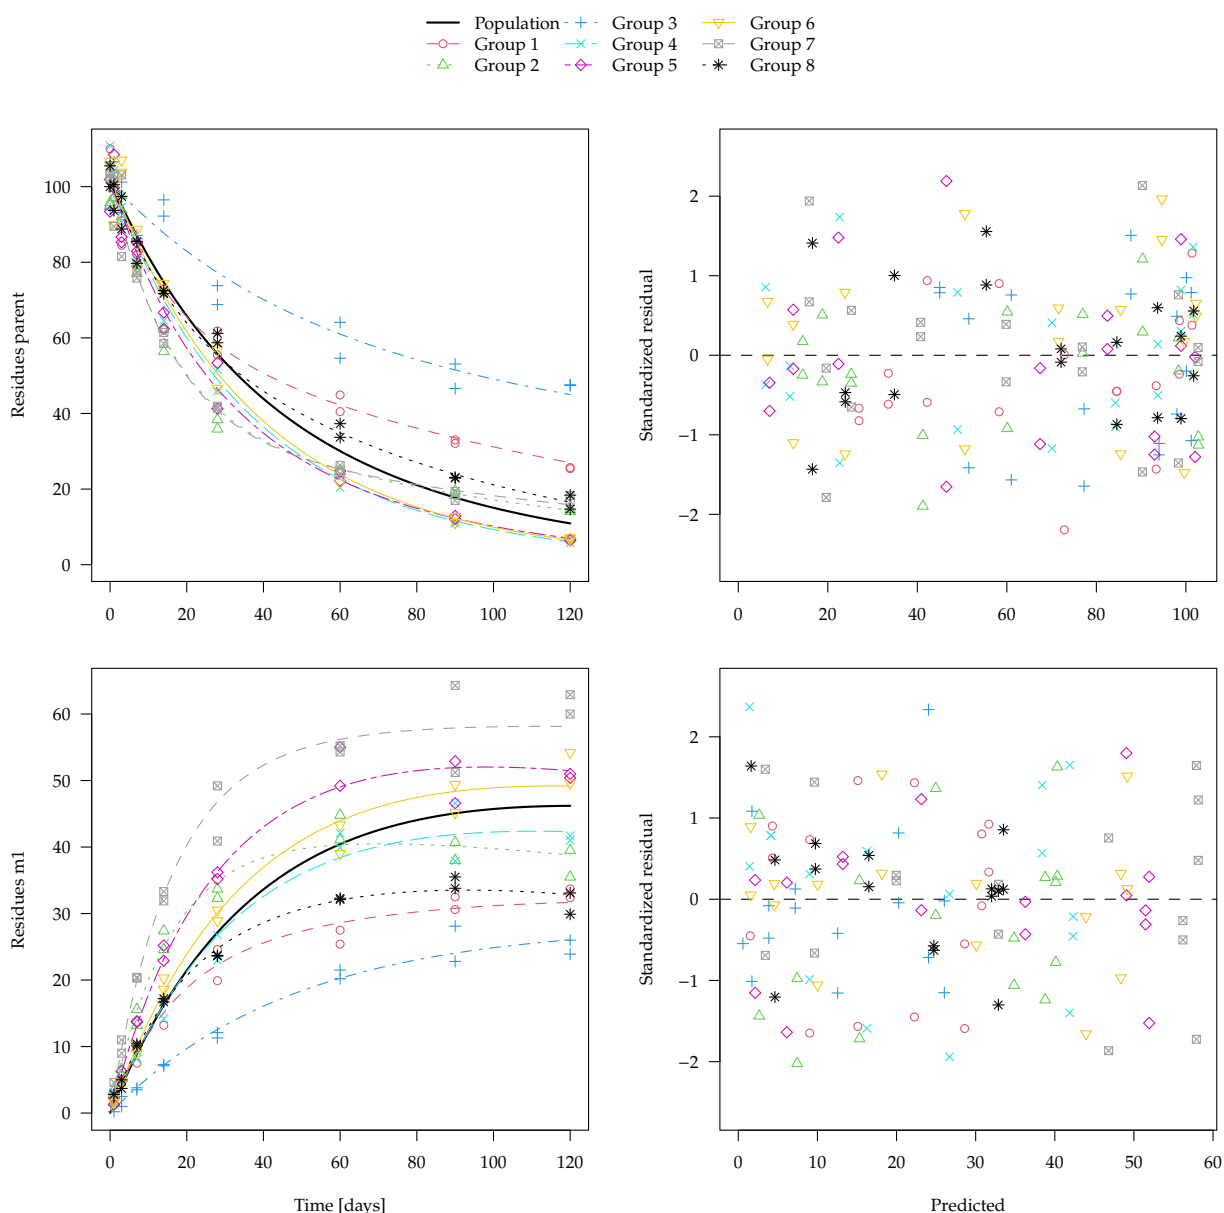 Population Group 3 Group 6
Group 1 Group 4 Group 7
Group 2 Group 5 Group 8
Residues parent
0 20 40 60 80 100
0 20 40 60 80 100 120
Standardized residual
−2 −1 0 1 2
0 20 40 60 80 100
Residues m1
0 10 20 30 40 50 60
0 20 40 60 80 100 120
Time [days]
Standardized residual
−2 −1 0 1 2
0 10 20 30 40 50 60
Predicted